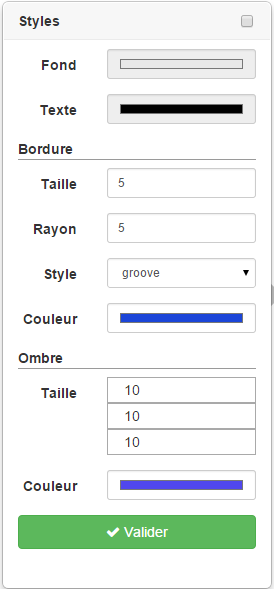 Styles
Fond
Texte
Bordure
Taille 5
Rayon 5
Style groove
Couleur
Ombre
Taille 10
10
10
Couleur
Valider